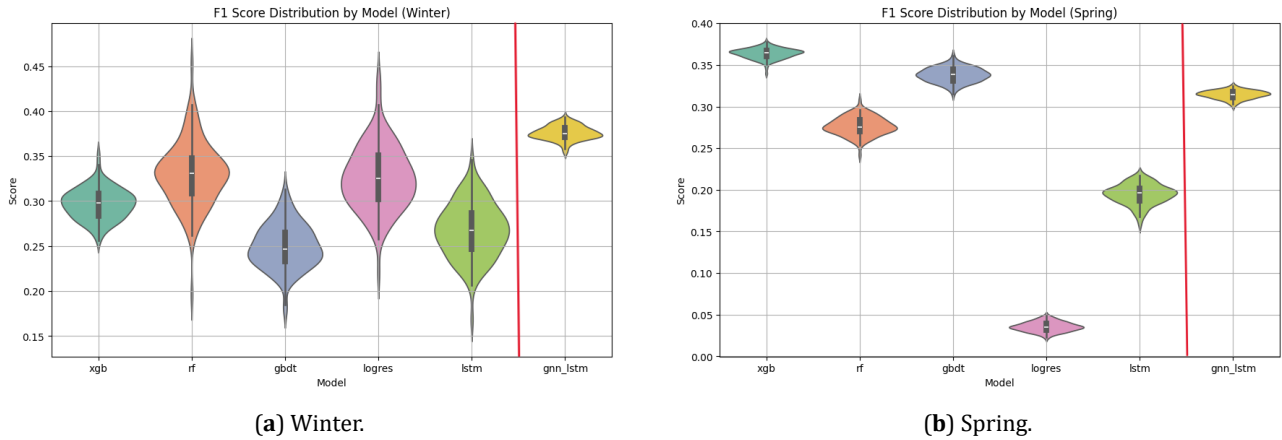 F1 Score Distribution by Model (Winter)
Score
0.45
0.40
0.35
0.30
0.25
0.20
0.15
xgb rf gbdt logres lstm gnn_lstm
Model
(a) Winter.
F1 Score Distribution by Model (Spring)
Score
0.40
0.35
0.30
0.25
0.20
0.15
0.10
0.05
0.00
xgb rf gbdt logres lstm gnn_lstm
Model
(b) Spring.